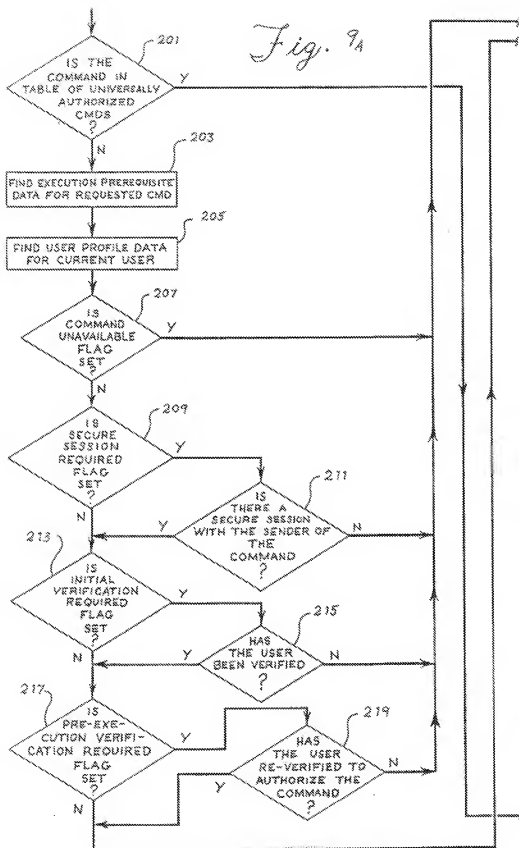 Fig. 9A
201
IS THE
COMMAND IN
TABLE OF UNIVERSALLY
AUTHORIZED
CMDS
?
Y
N
203
FIND EXECUTION PREREQUISITE
DATA FOR REQUESTED CMD
205
FIND USER PROFILE DATA
FOR CURRENT USER
207
IS
COMMAND
UNAVAILABLE
FLAG
SET
?
Y
N
209
IS
SECURE
SESSION
REQUIRED
FLAG
SET
?
Y
N
211
IS
THERE A
SECURE SESSION
WITH THE SENDER OF
THE
COMMAND
?
Y
N
213
IS
INITIAL
VERIFICATION
REQUIRED
FLAG
SET
?
Y
N
215
HAS
THE USER
BEEN VERIFIED
?
Y
N
217
IS
PRE-EXE-
CUTION VERIFI-
CATION REQUIRED
FLAG
SET
?
Y
N
219
HAS
THE USER
RE-VERIFIED TO
AUTHORIZE THE
COMMAND
?
Y
N